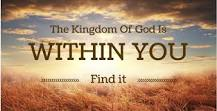 The Kingdom Of God Is
WITHIN YOU
Find it